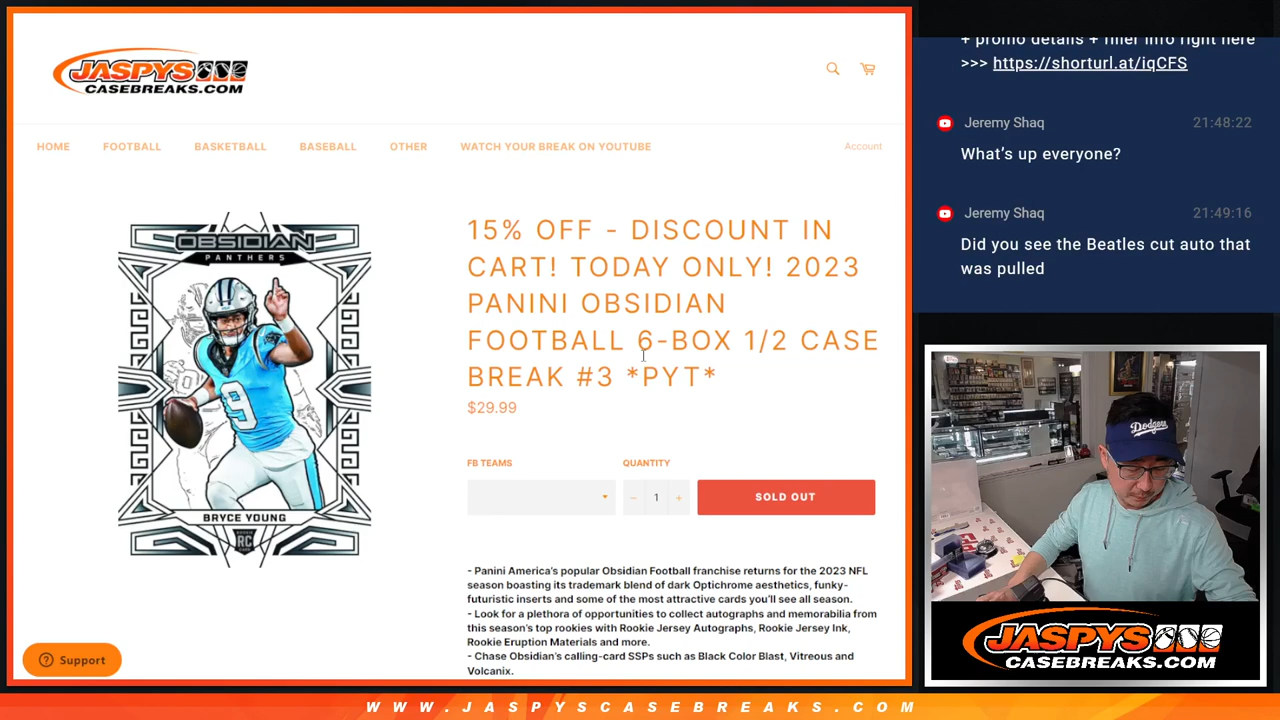 JASPYS
CASEBREAKS.COM
HOME
FOOTBALL
BASKETBALL
BASEBALL
OTHER
WATCH YOUR BREAK ON YOUTUBE
Account
OBSIDIAN
PANTHERS
9
BRYCE YOUNG
RC
15% OFF - DISCOUNT IN
CART! TODAY ONLY! 2023
PANINI OBSIDIAN
FOOTBALL 6-BOX 1/2 CASE
BREAK #3 *PYT*
$29.99
FB TEAMS
QUANTITY
− 1 +
SOLD OUT
- Panini America's popular Obsidian Football franchise returns for the 2023 NFL
season boasting its trademark blend of dark Optichrome aesthetics, funky-
futuristic inserts and some of the most attractive cards you'll see all season.
- Look for a plethora of opportunities to collect autographs and memorabilia from
this season's top rookies with Rookie Jersey Autographs, Rookie Jersey Ink,
Rookie Eruption Materials and more.
- Chase Obsidian's calling-card SSPs such as Black Color Blast, Vitreous and
Volcanix.
Support
+ promo details + filler info right here
>>> https://shorturl.at/iqCFS
Jeremy Shaq 21:48:22
What's up everyone?
Jeremy Shaq 21:49:16
Did you see the Beatles cut auto that
was pulled
Dodgers
JASPYS
CASEBREAKS.COM
WWW.JASPYSCASEBREAKS.COM